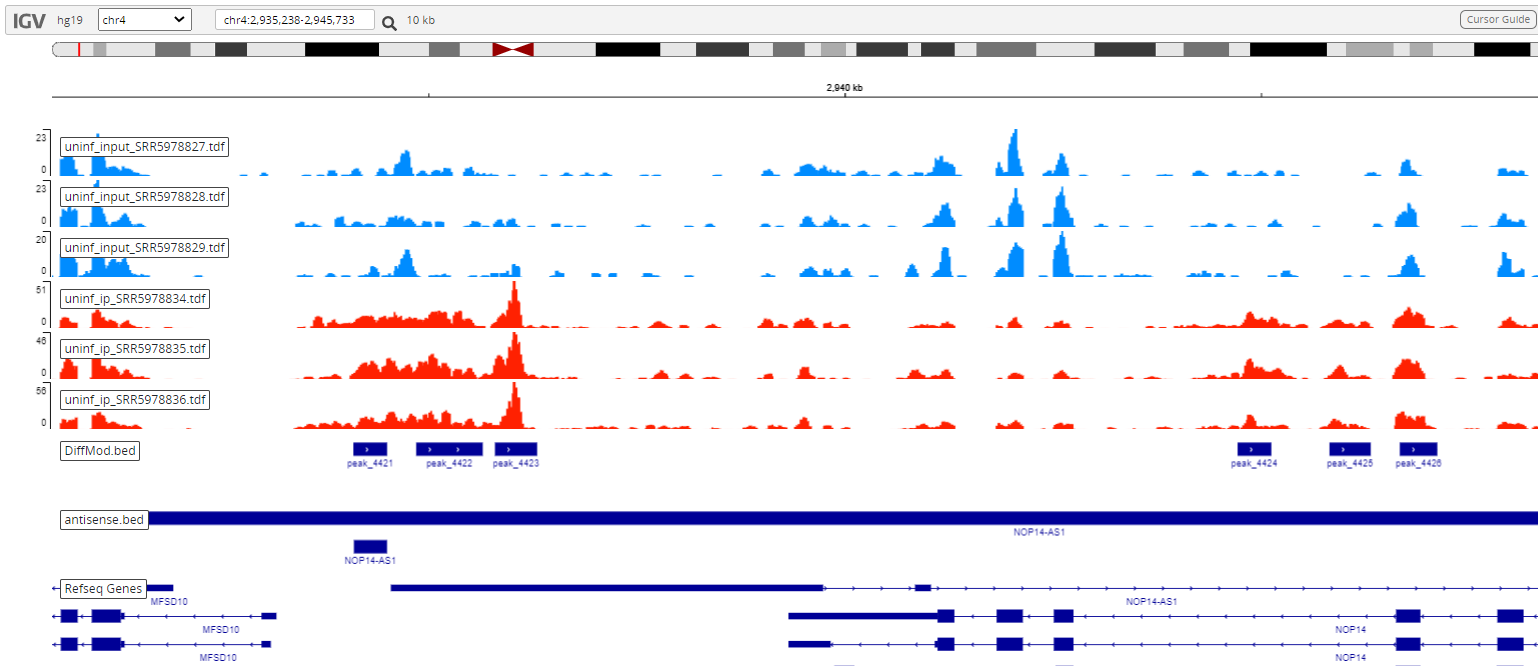 IGV hg19 chr4 chr4:2,935,238-2,945,733 10 kb Cursor Guide
2,940 kb
23
uninf_input_SRR5978827.tdf
0
23
uninf_input_SRR5978828.tdf
0
20
uninf_input_SRR5978829.tdf
0
51
uninf_ip_SRR5978834.tdf
0
46
uninf_ip_SRR5978835.tdf
0
56
uninf_ip_SRR5978836.tdf
0
DiffMod.bed
peak_4421 peak_4422 peak_4423 peak_4424 peak_4425 peak_4426
antisense.bed
NOP14-AS1
NOP14-AS1
Refseq Genes
MFSD10 NOP14-AS1
MFSD10 NOP14
MFSD10 NOP14